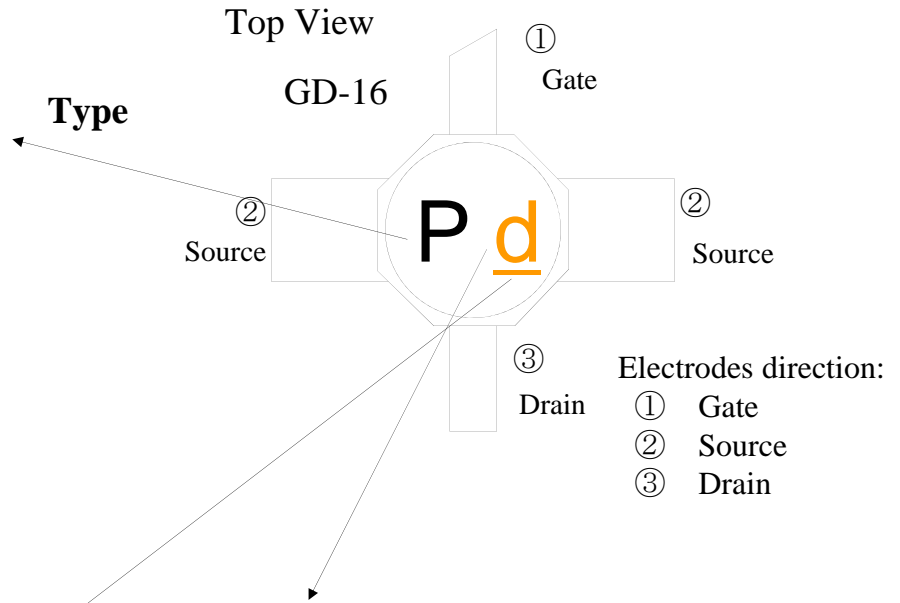 Top View
① Gate
GD-16
Type
② Source
P d
② Source
③ Drain
Electrodes direction:
① Gate
② Source
③ Drain